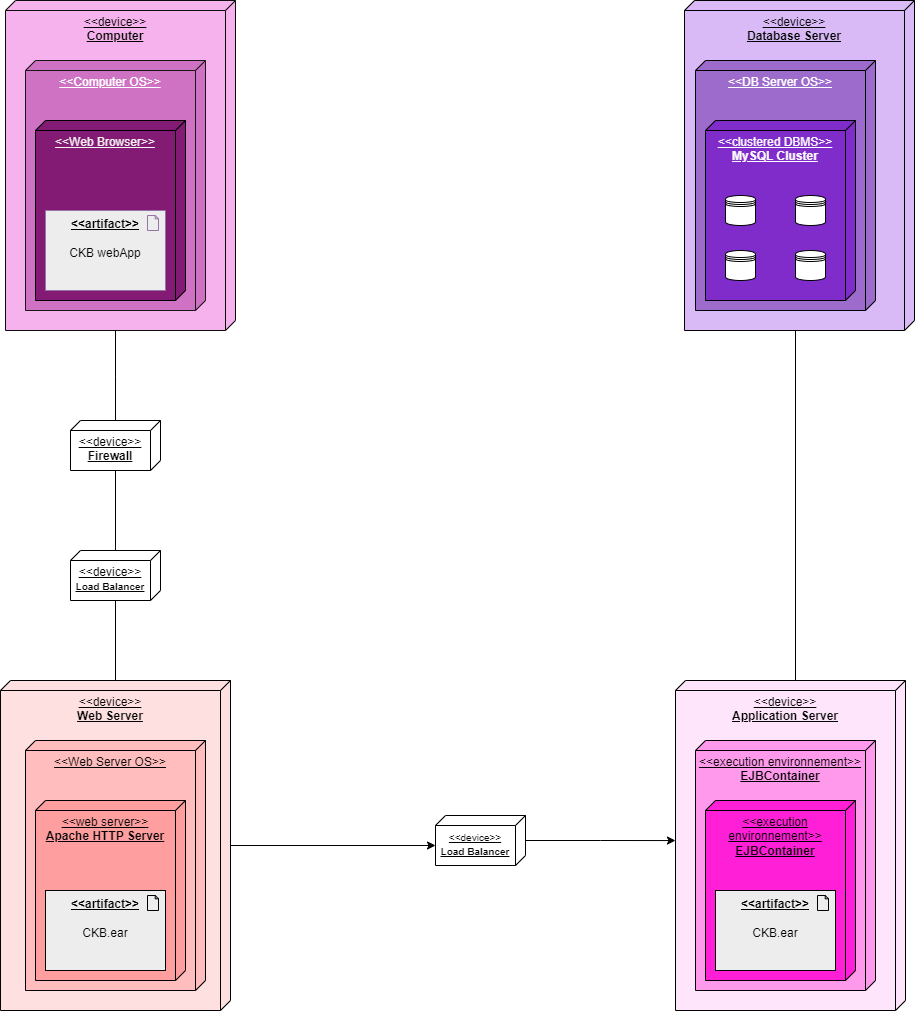 <<device>>
Computer
<<Computer OS>>
<<Web Browser>>
<<artifact>>
CKB webApp
<<device>>
Database Server
<<DB Server OS>>
<<clustered DBMS>>
MySQL Cluster
<<device>>
Firewall
<<device>>
Load Balancer
<<device>>
Web Server
<<Web Server OS>>
<<web server>>
Apache HTTP Server
<<artifact>>
CKB.ear
<<device>>
Load Balancer
<<device>>
Application Server
<<execution environnement>>
EJBContainer
<<execution
environnement>>
EJBContainer
<<artifact>>
CKB.ear